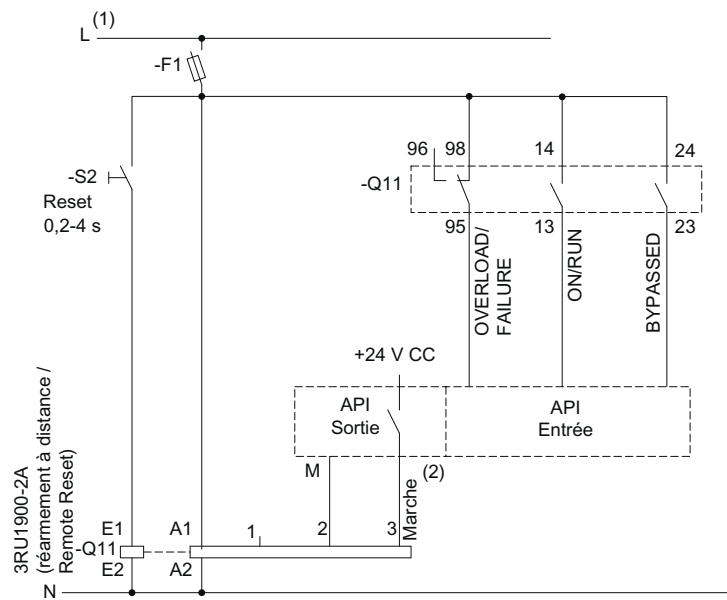 L (1)
-F1
-S2
Reset
0,2-4 s
96 98 14 24
-Q11
95 13 23
OVERLOAD/
FAILURE
ON/RUN
BYPASSED
+24 V CC
API
Sortie
API
Entrée
M (2)
Marche
3RU1900-2A
(réarmement à distance /
Remote Reset)
E1 A1 1 2 3
-Q11
E2 A2
N